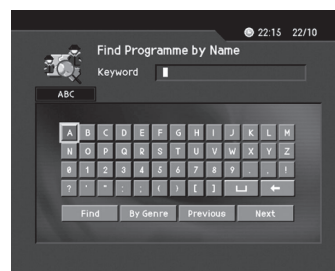 22:15 22/10
Find Programme by Name
Keyword
ABC
A B C D E F G H I J K L M
N O P Q R S T U V W X Y Z
0 1 2 3 4 5 6 7 8 9 . , !
? ' " : ; ( ) [ ]
Find By Genre Previous Next